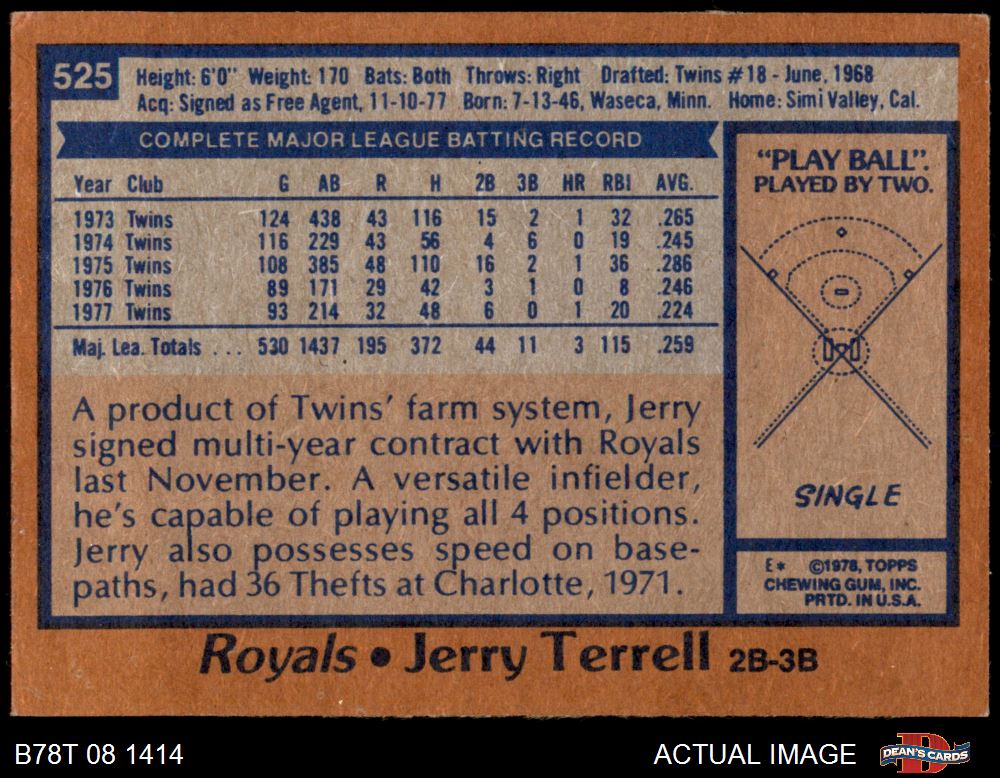 525
Height: 6'0" Weight: 170 Bats: Both Throws: Right Drafted: Twins #18 - June, 1968
Acq: Signed as Free Agent, 11-10-77 Born: 7-13-46, Waseca, Minn. Home: Simi Valley, Cal.
COMPLETE MAJOR LEAGUE BATTING RECORD
Year Club G AB R H 2B 3B HR RBI AVG.
1973 Twins 124 438 43 116 15 2 1 32 .265
1974 Twins 116 229 43 56 4 6 0 19 .245
1975 Twins 108 385 48 110 16 2 1 36 .286
1976 Twins 89 171 29 42 3 1 0 8 .246
1977 Twins 93 214 32 48 6 0 1 20 .224
Maj. Lea. Totals . . . 530 1437 195 372 44 11 3 115 .259
A product of Twins' farm system, Jerry
signed multi-year contract with Royals
last November. A versatile infielder,
he's capable of playing all 4 positions.
Jerry also possesses speed on base-
paths, had 36 Thefts at Charlotte, 1971.
"PLAY BALL".
PLAYED BY TWO.
SINGLE
E* ©1978, TOPPS
CHEWING GUM, INC.
PRTD. IN U.S.A.
Royals • Jerry Terrell 2B-3B
B78T 08 1414
ACTUAL IMAGE
D
DEAN'S CARDS